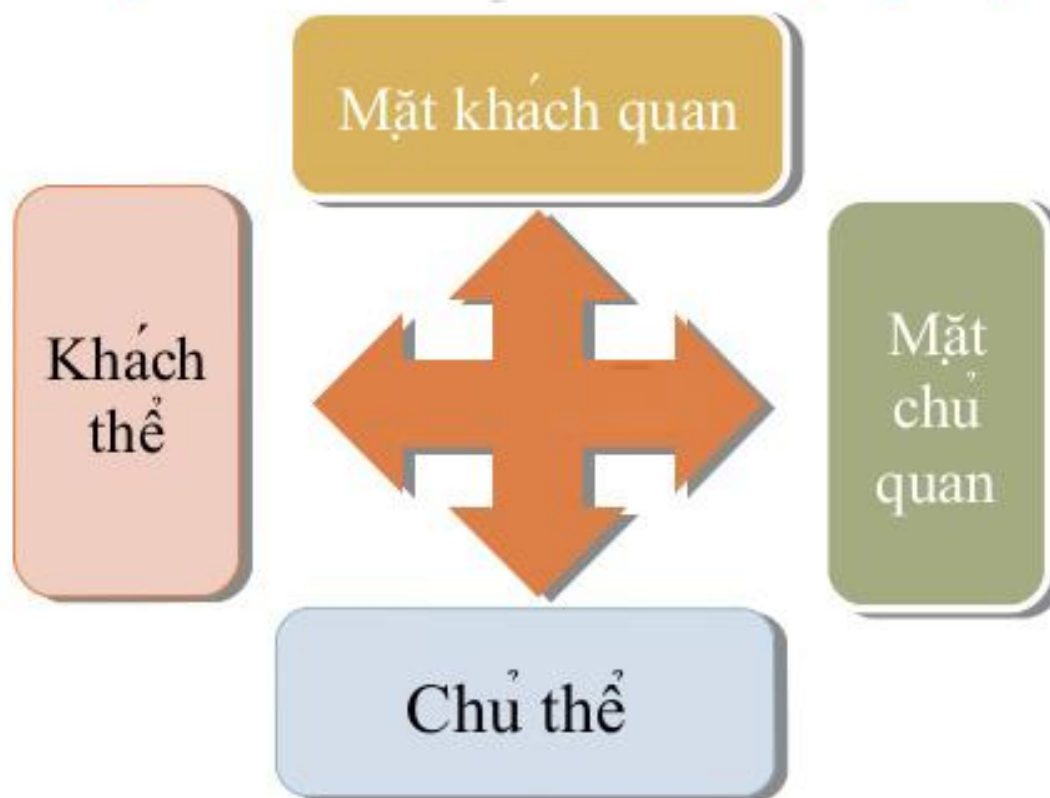 Mặt khách quan
Khách
thể
Mặt
chủ
quan
Chủ thể